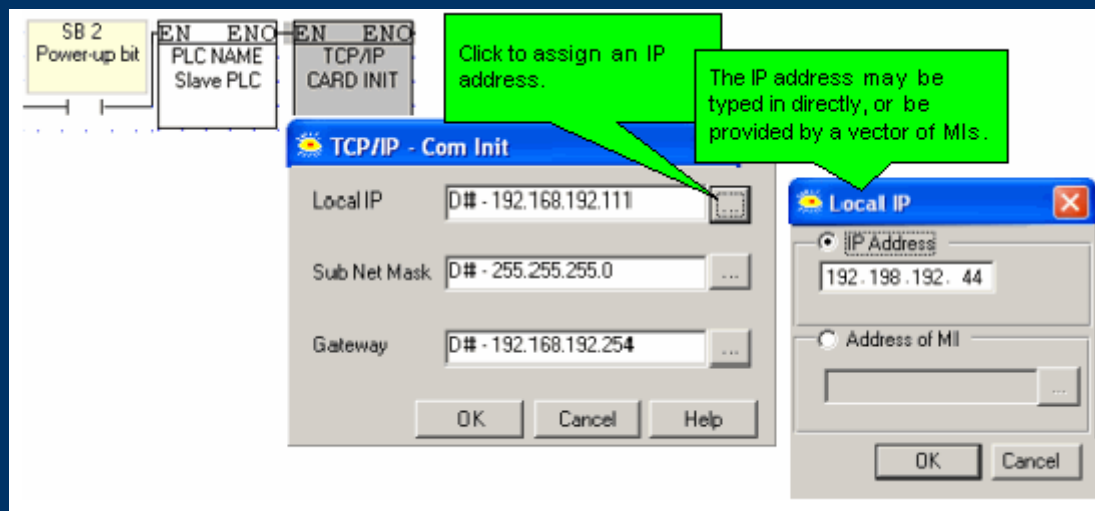 SB 2
Power-up bit
EN ENO
PLC NAME
Slave PLC
EN ENO
TCP/IP
CARD INIT
Click to assign an IP
address.
The IP address may be
typed in directly, or be
provided by a vector of MIs.
TCP/IP - Com Init
Local IP D# - 192.168.192.111 ...
Sub Net Mask D# - 255.255.255.0 ...
Gateway D# - 192.168.192.254 ...
OK Cancel Help
Local IP
IP Address
192.198.192. 44
Address of MI
...
OK Cancel